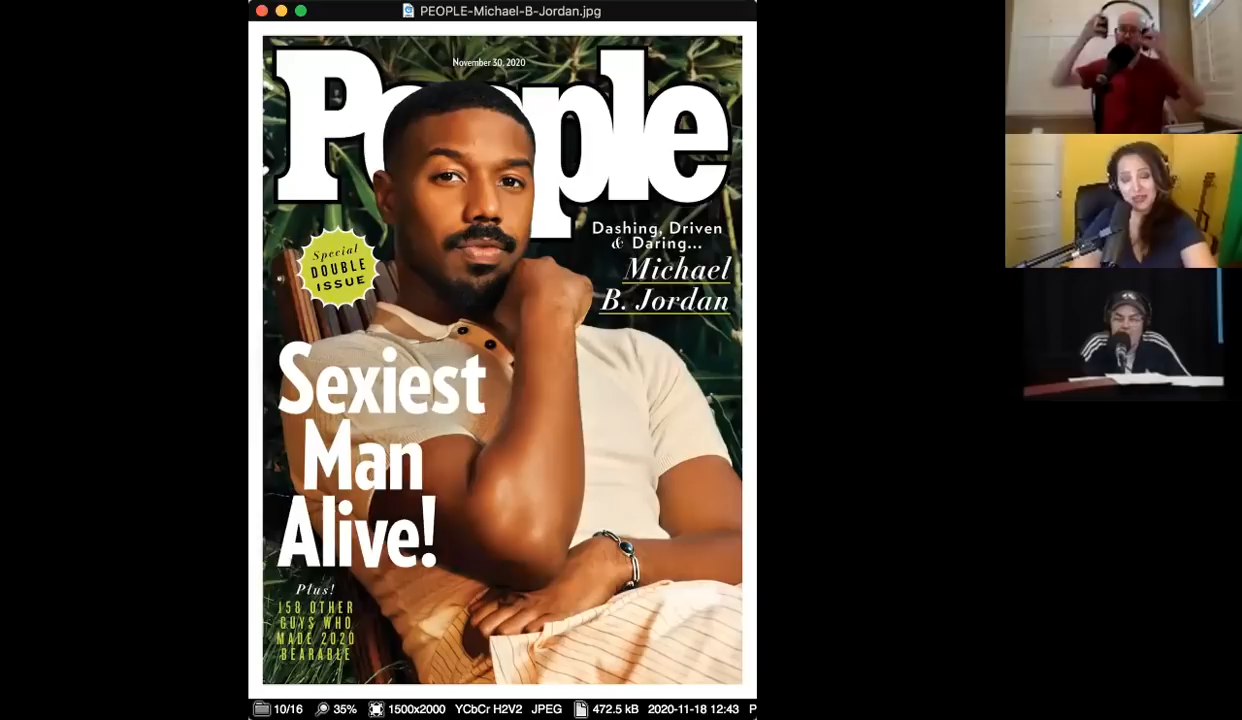 PEOPLE-Michael-B-Jordan.jpg
November 30, 2020
People
Dashing, Driven
& Daring...
Michael
B. Jordan
Special
DOUBLE
ISSUE
Sexiest
Man
Alive!
Plus!
158 OTHER
GUYS WHO
MADE 2020
BEARABLE
10/16 35% 1500x2000 YCbCr H2V2 JPEG 472.5 kB 2020-11-18 12:43 P